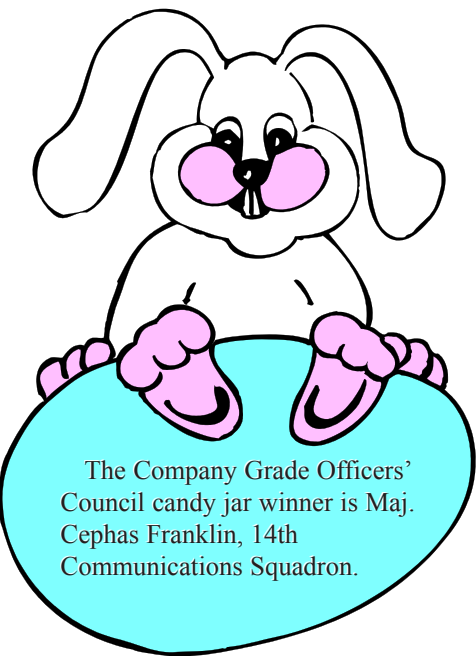 The Company Grade Officers’
Council candy jar winner is Maj.
Cephas Franklin, 14th
Communications Squadron.